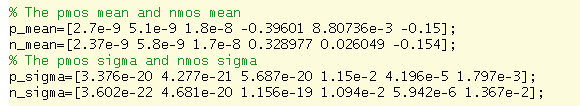 % The pmos mean and nmos mean
p_mean=[2.7e-9 5.1e-9 1.8e-8 -0.39601 8.80736e-3 -0.15];
n_mean=[2.37e-9 5.8e-9 1.7e-8 0.328977 0.026049 -0.154];
% The pmos sigma and nmos sigma
p_sigma=[3.376e-20 4.277e-21 5.687e-20 1.15e-2 4.196e-5 1.797e-3];
n_sigma=[3.602e-22 4.681e-20 1.156e-19 1.094e-2 5.942e-6 1.367e-2];